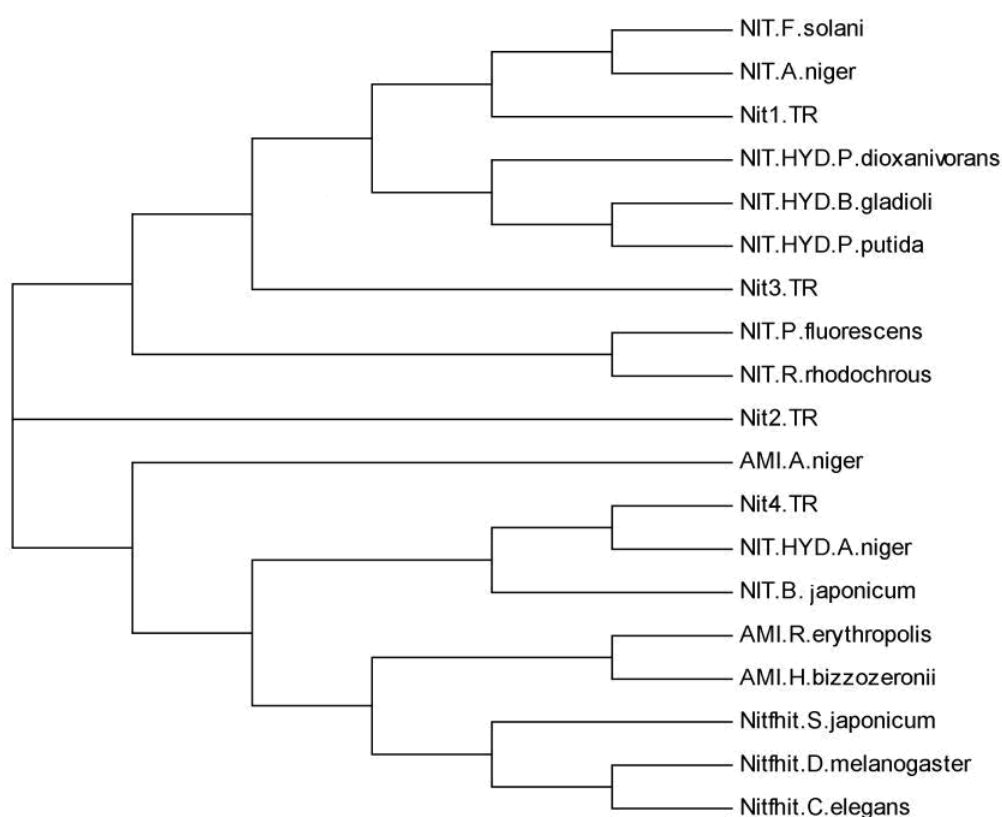 NIT.F.solani
NIT.A.niger
Nit1.TR
NIT.HYD.P.dioxanivorans
NIT.HYD.B.gladioli
NIT.HYD.P.putida
Nit3.TR
NIT.P.fluorescens
NIT.R.rhodochrous
Nit2.TR
AMI.A.niger
Nit4.TR
NIT.HYD.A.niger
NIT.B. japonicum
AMI.R.erythropolis
AMI.H.bizzozeronii
Nitfhit.S.japonicum
Nitfhit.D.melanogaster
Nitfhit.C.elegans